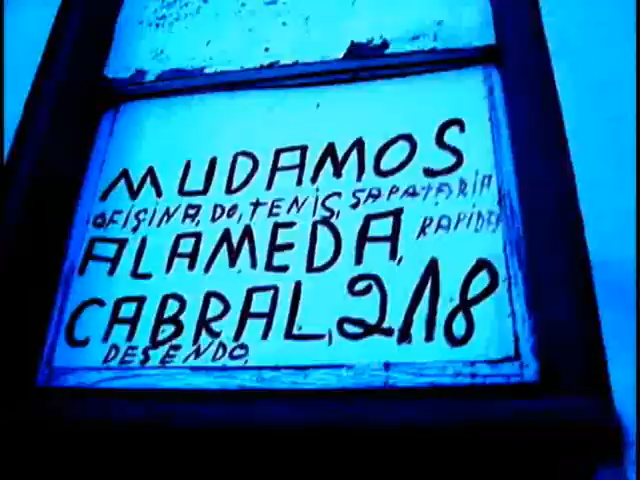 MUDAMOS
OFISINA, DO, TENIS, SAPATARIA
RAPIDA
ALAMEDA,
CABRAL, 218
DESENDO,